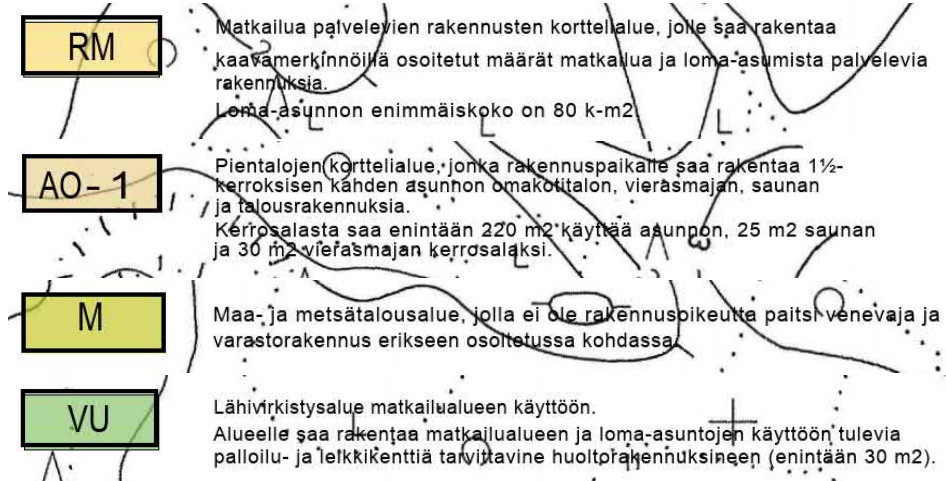 RM
Matkailua palvelevien rakennusten korttelialue, jolle saa rakentaa
kaavamerkinnöillä osoitetut määrät matkailua ja loma-asumista palvelevia
rakennuksia.
Loma-asunnon enimmäiskoko on 80 k-m2.
AO-1
Pientalojen korttelialue, jonka rakennuspaikalle saa rakentaa 1½-
kerroksisen kahden asunnon omakotitalon, vierasmajan, saunan
ja talousrakennuksia.
Kerrosalasta saa enintään 220 m2 käyttää asunnon, 25 m2 saunan
ja 30 m2 vierasmajan kerrosalaksi.
M
Maa- ja metsätalousalue, jolla ei ole rakennusoikeutta paitsi venevaja ja
varastorakennus erikseen osoitetussa kohdassa.
VU
Lähivirkistysalue matkailualueen käyttöön.
Alueelle saa rakentaa matkailualueen ja loma-asuntojen käyttöön tulevia
palloilu- ja leikkikenttiä tarvittavine huoltorakennuksineen (enintään 30 m2).